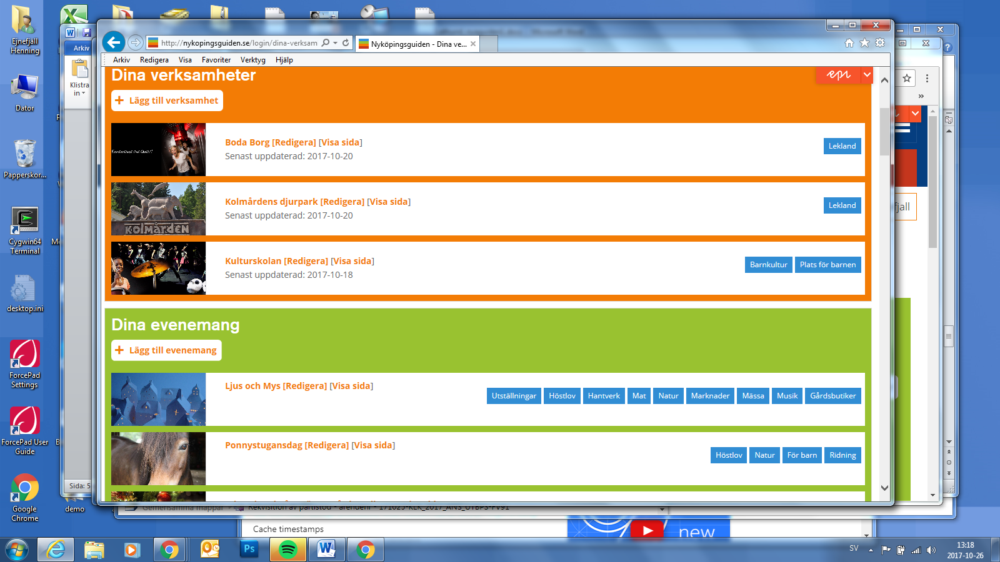 Ejnefjäll
Henning
Dator
Papperskor...
Cygwin64
Terminal
desktop.ini
ForcePad
Settings
ForcePad User
Guide
Google
Chrome
demo
Arkiv
Klistra
in
Sida: 5
http://nykopingsguiden.se/login/dina-verksam
Nyköpingsguiden - Dina ve...
Arkiv Redigera Visa Favoriter Verktyg Hjälp
Dina verksamheter
epi
+ Lägg till verksamhet
Boda Borg [Redigera] [Visa sida]
Senast uppdaterad: 2017-10-20
Lekland
KOLMÅRDEN
Kolmårdens djurpark [Redigera] [Visa sida]
Senast uppdaterad: 2017-10-20
Lekland
Kulturskolan [Redigera] [Visa sida]
Senast uppdaterad: 2017-10-18
Barnkultur Plats för barnen
Dina evenemang
+ Lägg till evenemang
Ljus och Mys [Redigera] [Visa sida]
Utställningar Höstlov Hantverk Mat Natur Marknader Mässa Musik Gårdsbutiker
Ponnystugansdag [Redigera] [Visa sida]
Höstlov Natur För barn Ridning
fjall
Cache timestamps
new
Ps
W
SV
13:18
2017-10-26